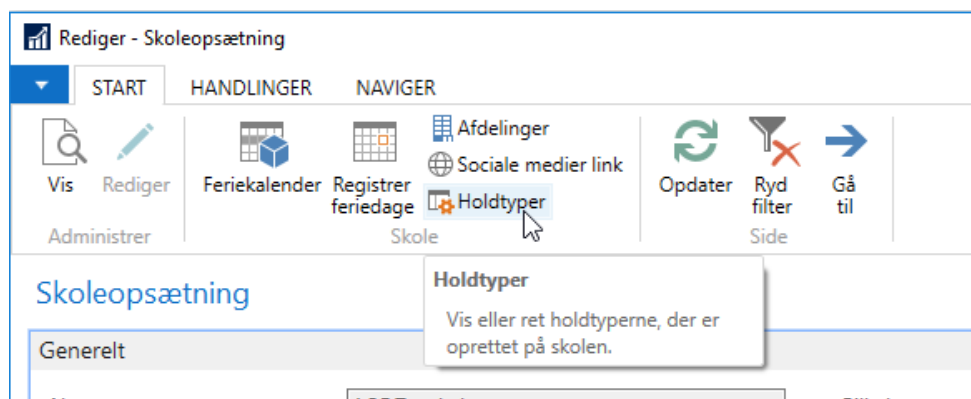 Rediger - Skoleopsætning
START HANDLINGER NAVIGER
Vis
Rediger
Administrer
Feriekalender
Registrer
feriedage
Afdelinger
Sociale medier link
Holdtyper
Skole
Opdater
Ryd
filter
Gå
til
Side
Holdtyper
Vis eller ret holdtyperne, der er
oprettet på skolen.
Skoleopsætning
Generelt